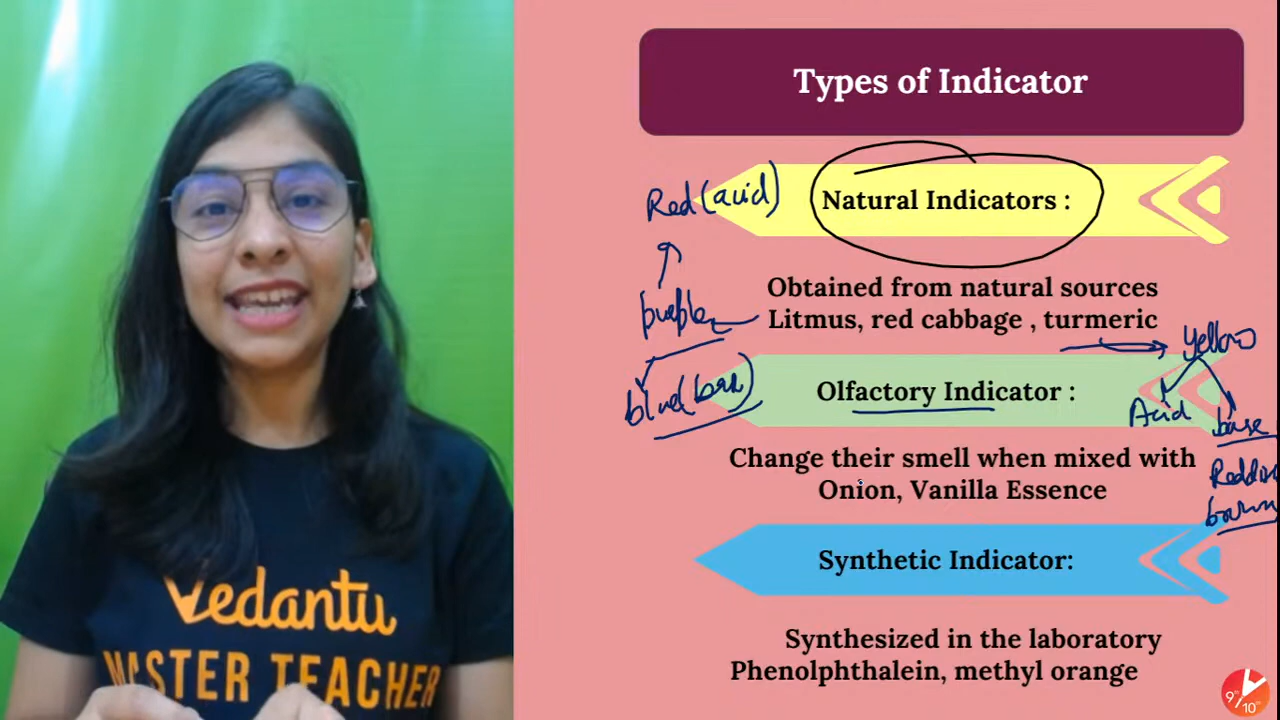 Types of Indicator
Red (acid)
Natural Indicators :
Obtained from natural sources
purple
Litmus, red cabbage , turmeric
yellow
blue(base)
Olfactory Indicator :
Acid
base
Change their smell when mixed with
Onion, Vanilla Essence
Synthetic Indicator:
Synthesized in the laboratory
Phenolphthalein, methyl orange
Vedantu
MASTER TEACHER
9th/10th